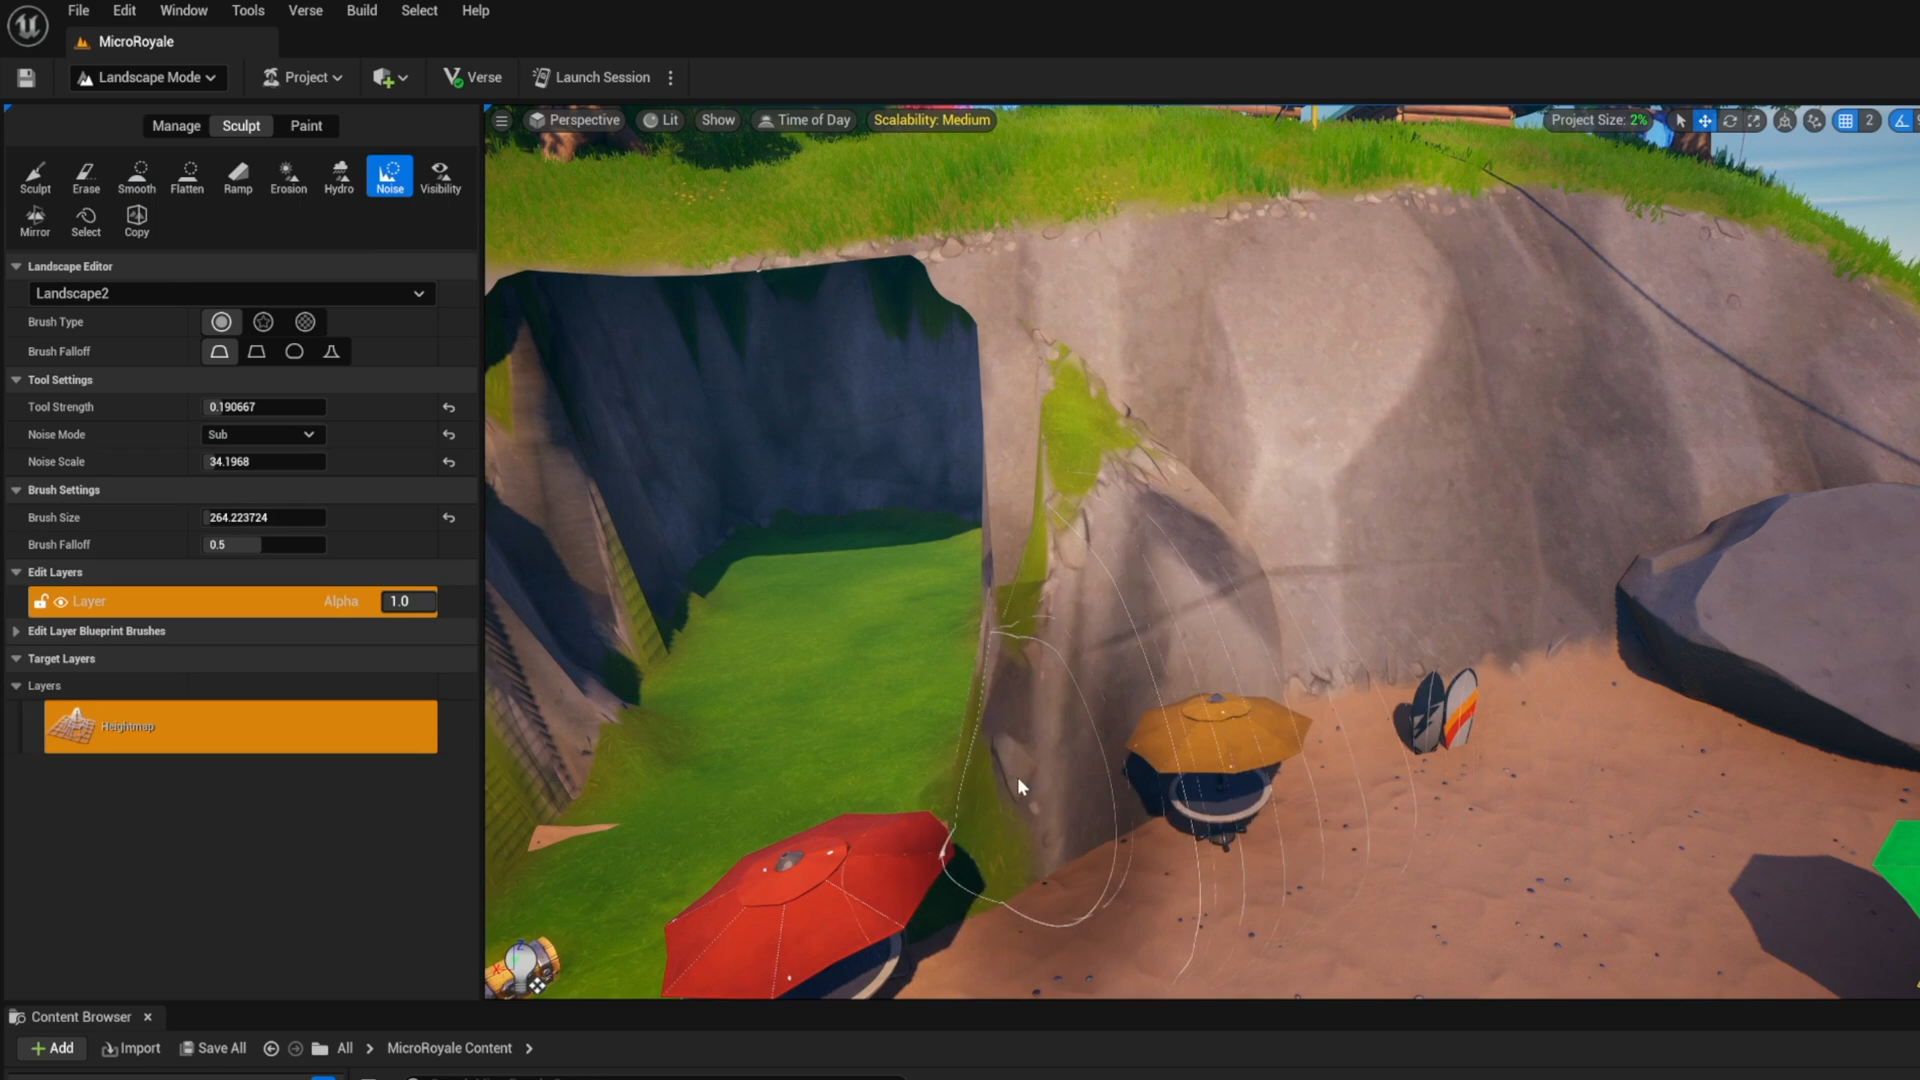 File Edit Window Tools Verse Build Select Help
MicroRoyale
Landscape Mode Project Verse Launch Session
Manage Sculpt Paint
Perspective Lit Show Time of Day Scalability: Medium Project Size: 2% 2
Sculpt Erase Smooth Flatten Ramp Erosion Hydro Noise Visibility
Mirror Select Copy
Landscape Editor
Landscape2
Brush Type
Brush Falloff
Tool Settings
Tool Strength 0.190667
Noise Mode Sub
Noise Scale 34.1968
Brush Settings
Brush Size 264.223724
Brush Falloff 0.5
Edit Layers
Layer Alpha 1.0
Edit Layer Blueprint Brushes
Target Layers
Layers
Heightmap
Z
X
Content Browser
Add Import Save All All MicroRoyale Content